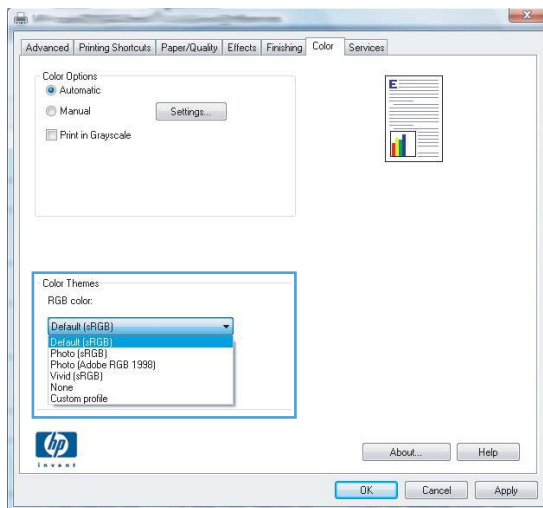 Advanced Printing Shortcuts Paper/Quality Effects Finishing Color Services
Color Options
Automatic
Manual Settings...
Print in Grayscale
E
Color Themes
RGB color:
Default (sRGB)
Default (sRGB)
Photo (sRGB)
Photo (Adobe RGB 1998)
Vivid (sRGB)
None
Custom profile
hp
invent
About... Help
OK Cancel Apply